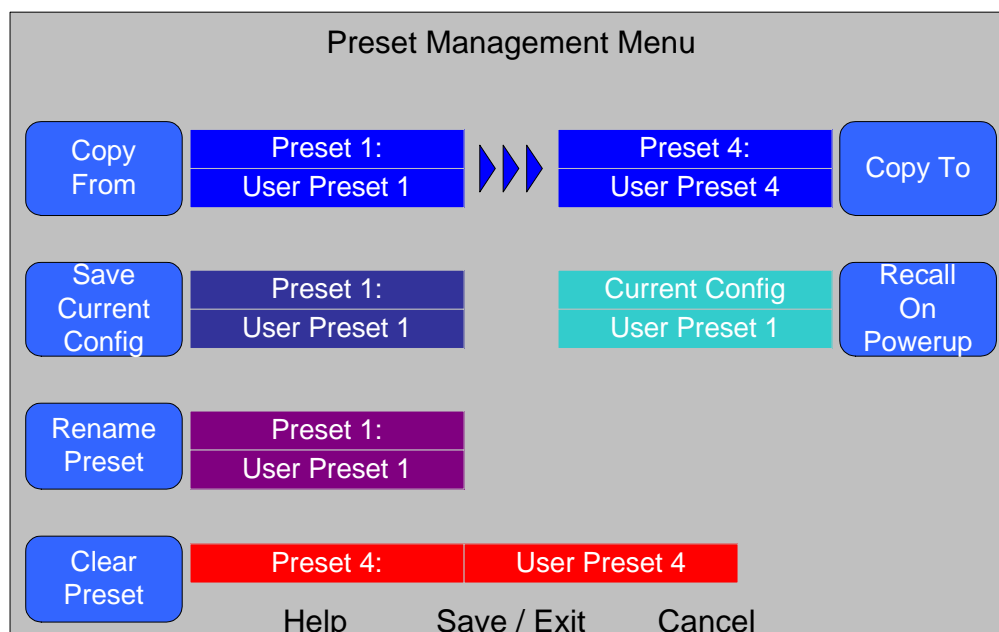 Preset Management Menu
Copy
From
Preset 1:
User Preset 1
Preset 4:
User Preset 4
Copy To
Save
Current
Config
Preset 1:
User Preset 1
Current Config
User Preset 1
Recall
On
Powerup
Rename
Preset
Preset 1:
User Preset 1
Clear
Preset
Preset 4:
User Preset 4
Help
Save / Exit
Cancel